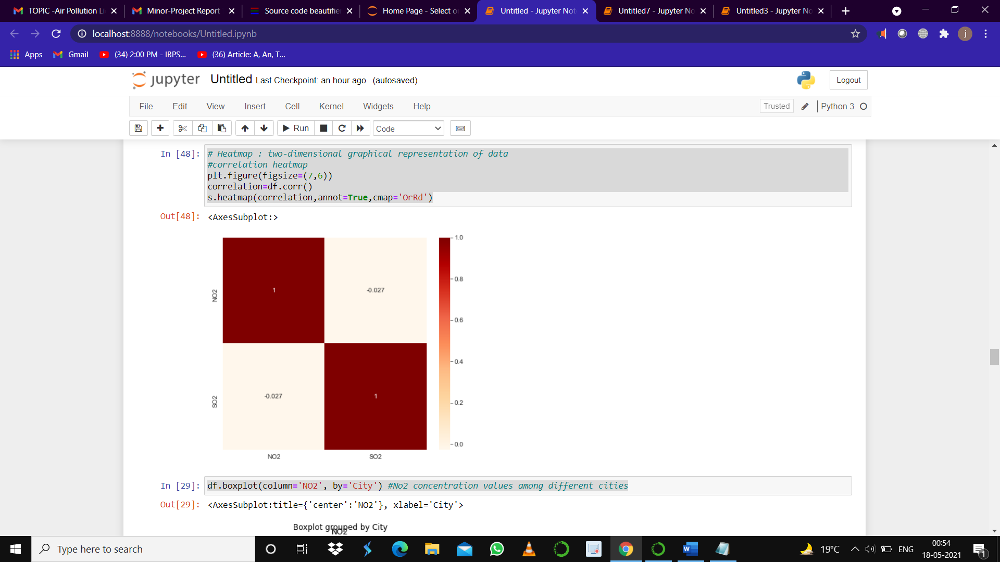 TOPIC -Air Pollution Li
Minor-Project Report
Source code beautifie
Home Page - Select o
Untitled - Jupyter Not
Untitled7 - Jupyter No
Untitled3 - Jupyter No
localhost:8888/notebooks/Untitled.ipynb
j
Apps
Gmail
(34) 2:00 PM - IBPS...
(36) Article: A, An, T...
jupyter Untitled Last Checkpoint: an hour ago (autosaved)
Logout
File Edit View Insert Cell Kernel Widgets Help
Trusted
Python 3
Run
Code
In [48]: # Heatmap : two-dimensional graphical representation of data
#correlation heatmap
plt.figure(figsize=(7,6))
correlation=df.corr()
s.heatmap(correlation,annot=True,cmap='OrRd')
Out[48]: <AxesSubplot:>
1.0
0.8
0.6
0.4
0.2
0.0
NO2
1
-0.027
SO2
-0.027
1
NO2
SO2
In [29]: df.boxplot(column='NO2', by='City') #No2 concentration values among different cities
Out[29]: <AxesSubplot:title={'center':'NO2'}, xlabel='City'>
Boxplot grouped by City
NO2
Type here to search
19°C
ENG
00:54
18-05-2021
1